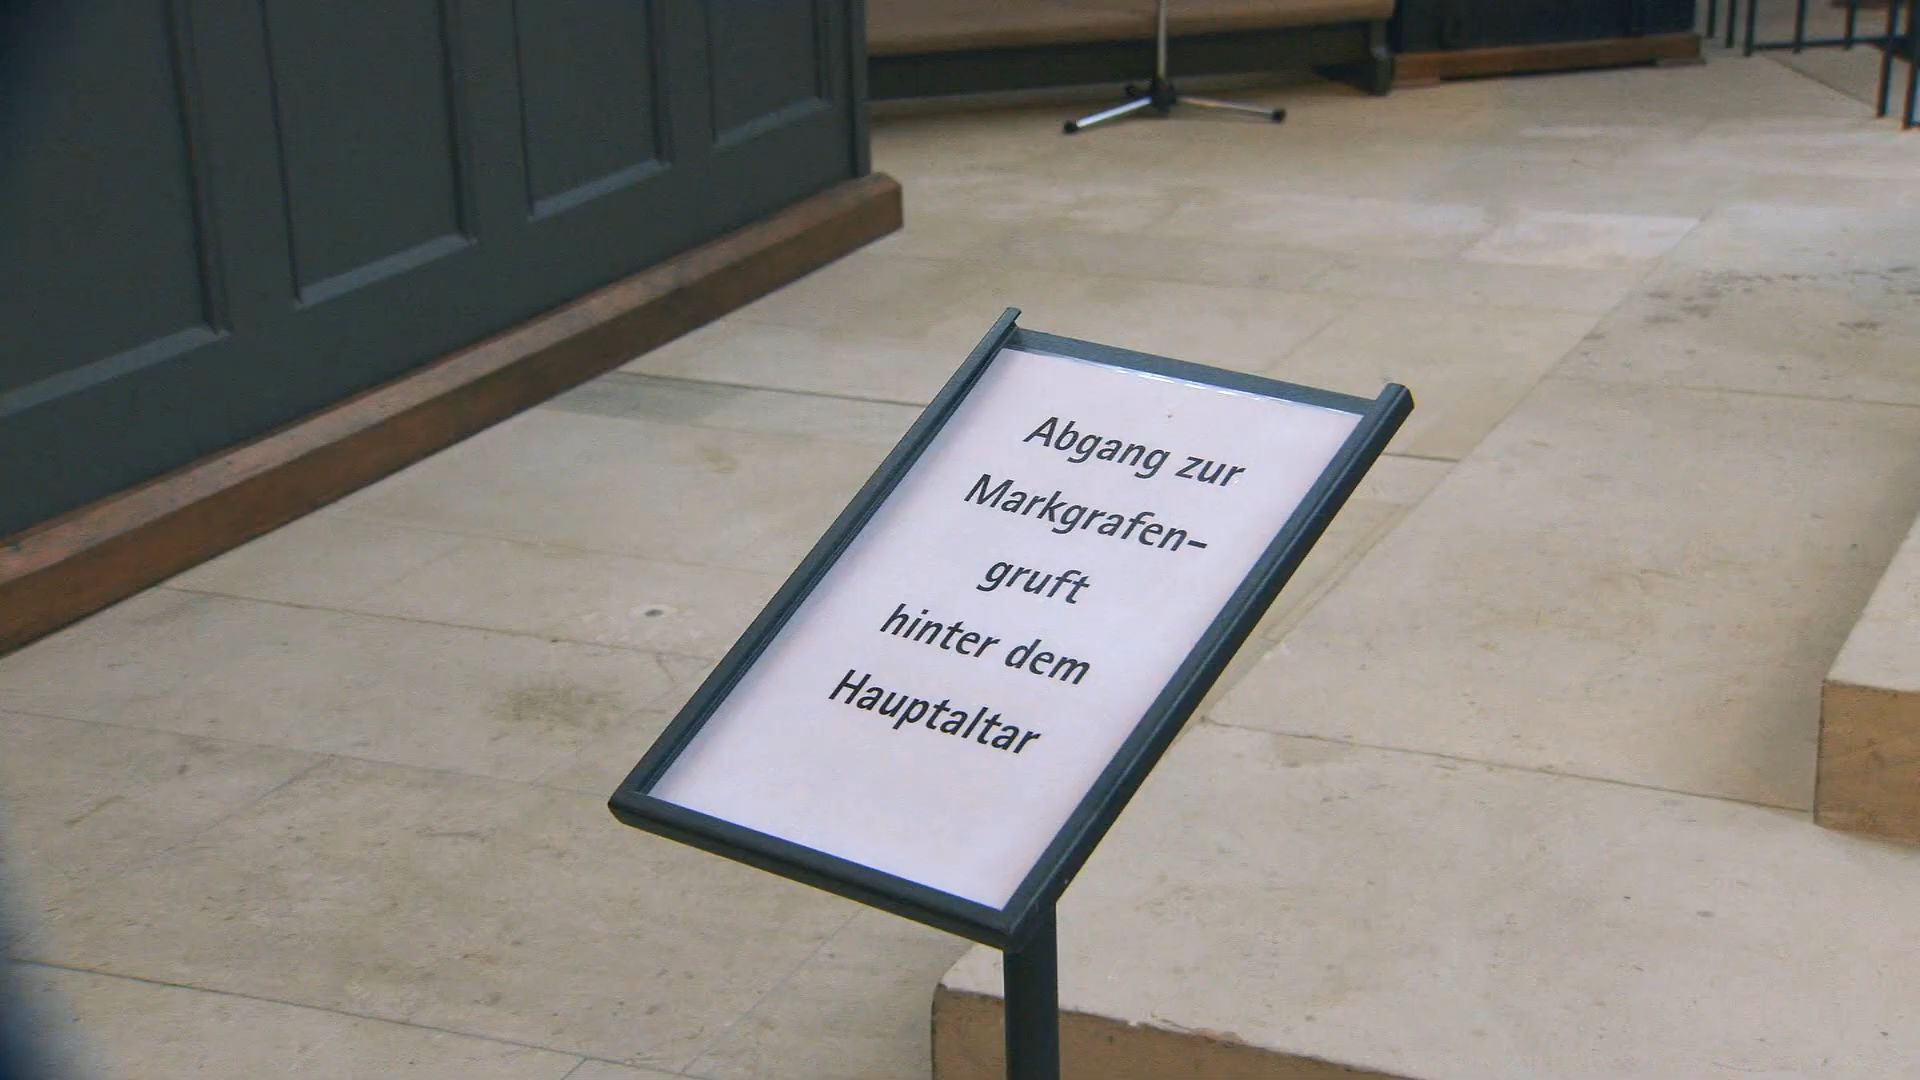 Abgang zur
Markgrafen-
gruft
hinter dem
Hauptaltar